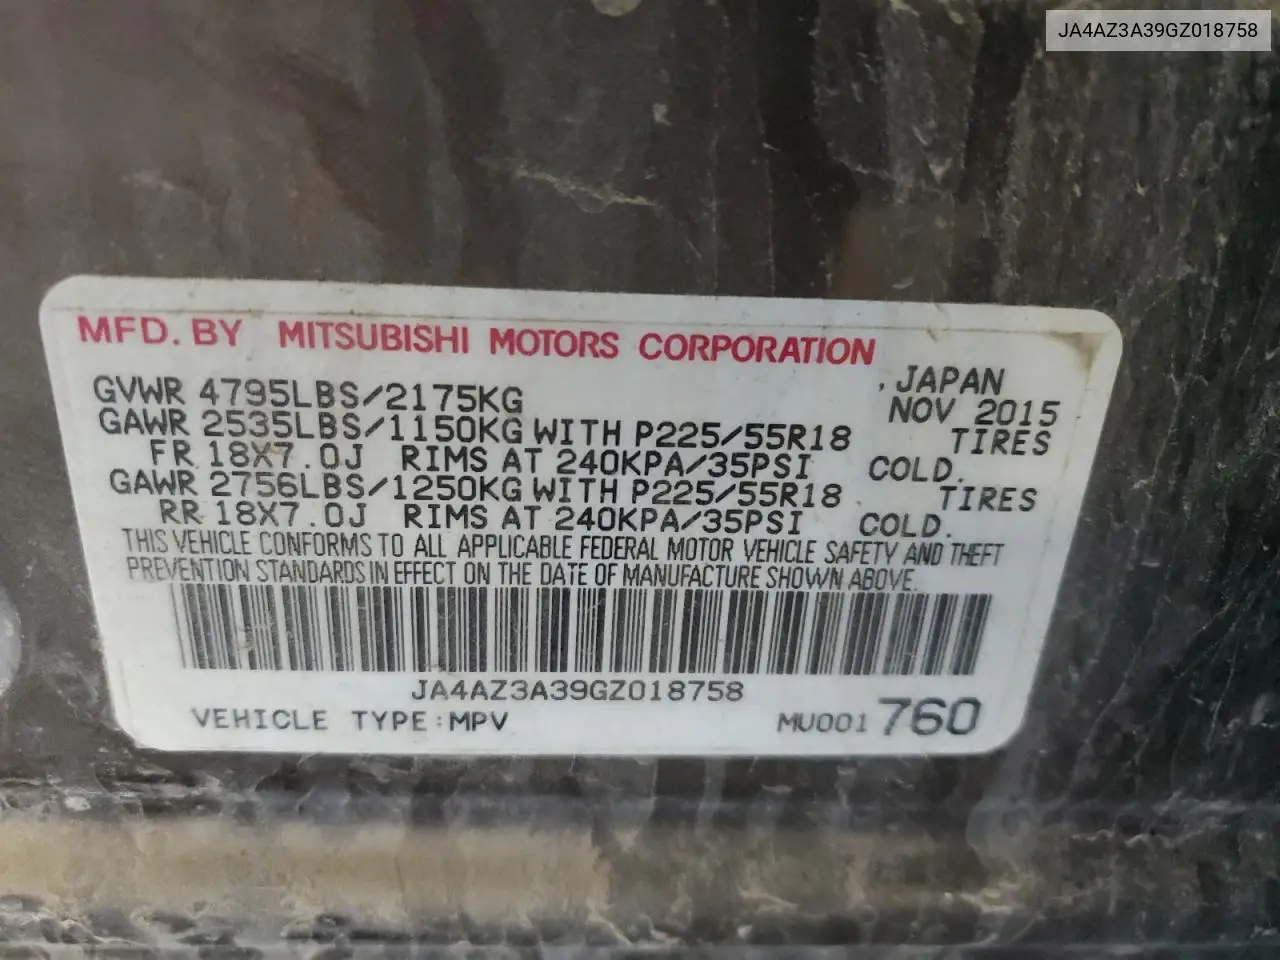 JA4AZ3A39GZ018758
MFD. BY MITSUBISHI MOTORS CORPORATION
GVWR 4795LBS/2175KG , JAPAN
NOV 2015
GAWR 2535LBS/1150KG WITH P225/55R18 TIRES
FR 18X7.0J RIMS AT 240KPA/35PSI COLD.
GAWR 2756LBS/1250KG WITH P225/55R18 TIRES
RR 18X7.0J RIMS AT 240KPA/35PSI COLD.
THIS VEHICLE CONFORMS TO ALL APPLICABLE FEDERAL MOTOR VEHICLE SAFETY AND THEFT
PREVENTION STANDARDS IN EFFECT ON THE DATE OF MANUFACTURE SHOWN ABOVE.
JA4AZ3A39GZ018758
VEHICLE TYPE:MPV MU001 760